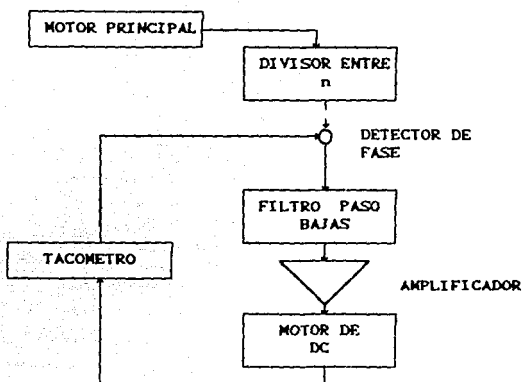 MOTOR PRINCIPAL
DIVISOR ENTRE
n
DETECTOR DE
FASE
FILTRO PASO
BAJAS
TACOMETRO
AMPLIFICADOR
MOTOR DE
DC